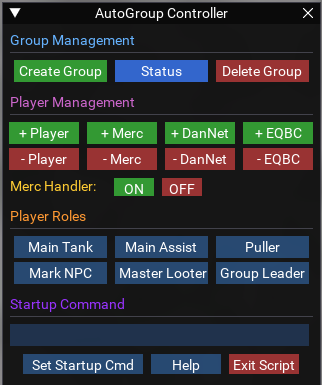 AutoGroup Controller
Group Management
Create Group Status Delete Group
Player Management
+ Player + Merc + DanNet + EQBC
- Player - Merc - DanNet - EQBC
Merc Handler: ON OFF
Player Roles
Main Tank Main Assist Puller
Mark NPC Master Looter Group Leader
Startup Command
Set Startup Cmd Help Exit Script